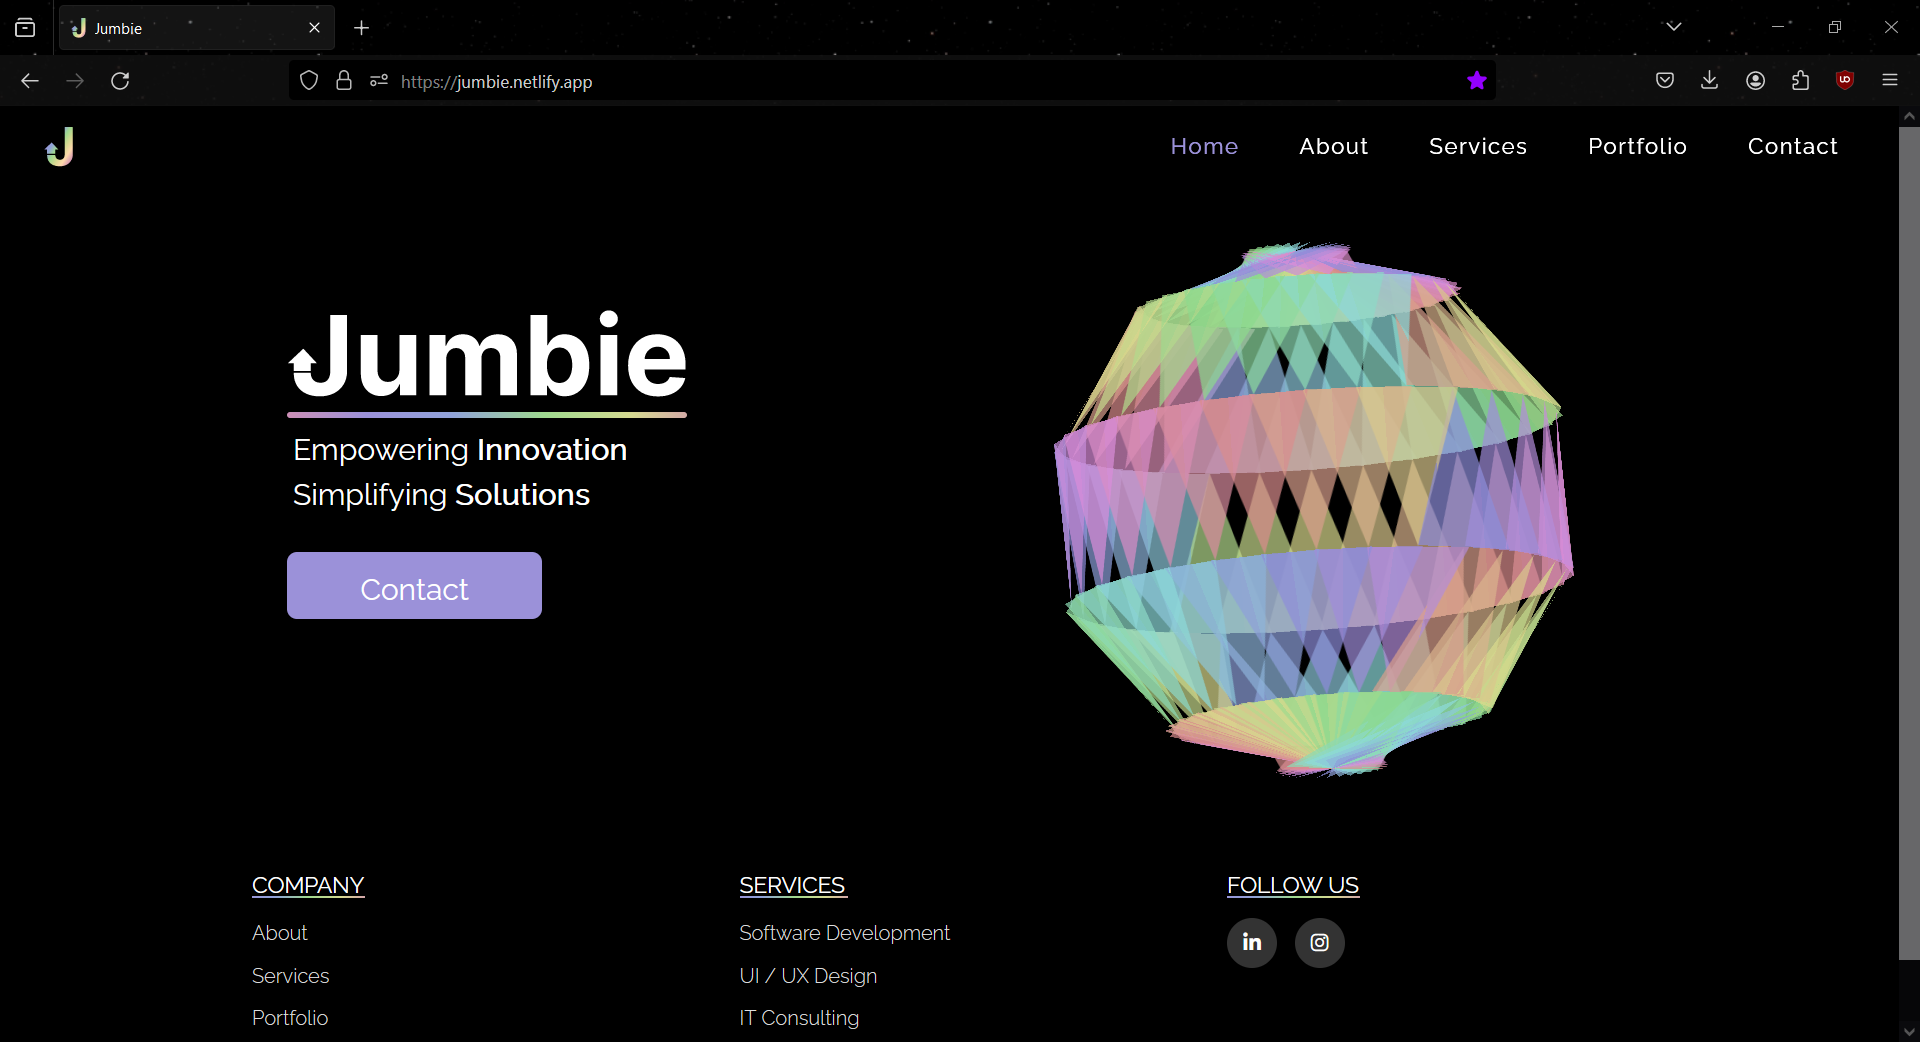 Jumbie
https://jumbie.netlify.app
J
Home About Services Portfolio Contact
Jumbie
Empowering Innovation
Simplifying Solutions
Contact
COMPANY
About
Services
Portfolio
SERVICES
Software Development
UI / UX Design
IT Consulting
FOLLOW US
in